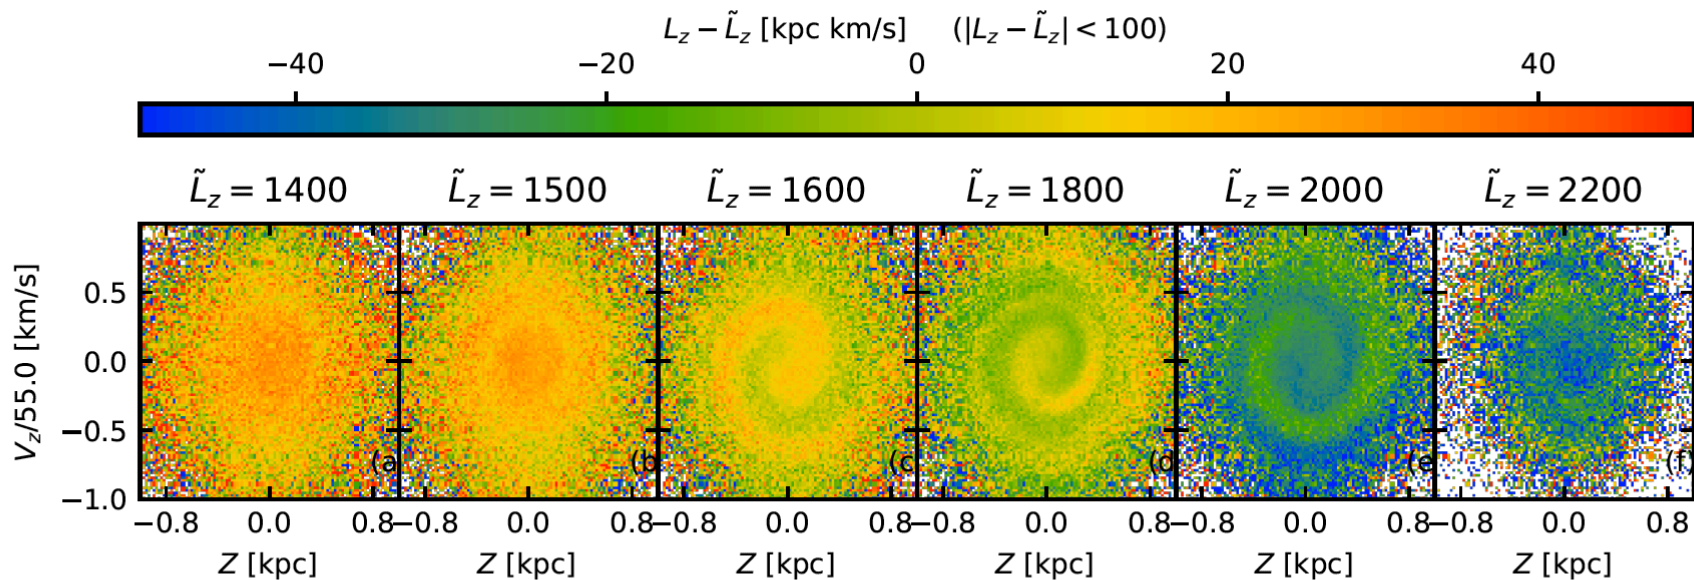 L_z − L̃_z [kpc km/s] (|L_z − L̃_z| < 100)
−40 −20 0 20 40
L̃_z = 1400 L̃_z = 1500 L̃_z = 1600 L̃_z = 1800 L̃_z = 2000 L̃_z = 2200
V_z/55.0 [km/s]
0.5
0.0
−0.5
−1.0
(a (b (c (d (e (f)
−0.8 0.0 0.8 −0.8 0.0 0.8 −0.8 0.0 0.8 −0.8 0.0 0.8 −0.8 0.0 0.8 −0.8 0.0 0.8
Z [kpc] Z [kpc] Z [kpc] Z [kpc] Z [kpc] Z [kpc]